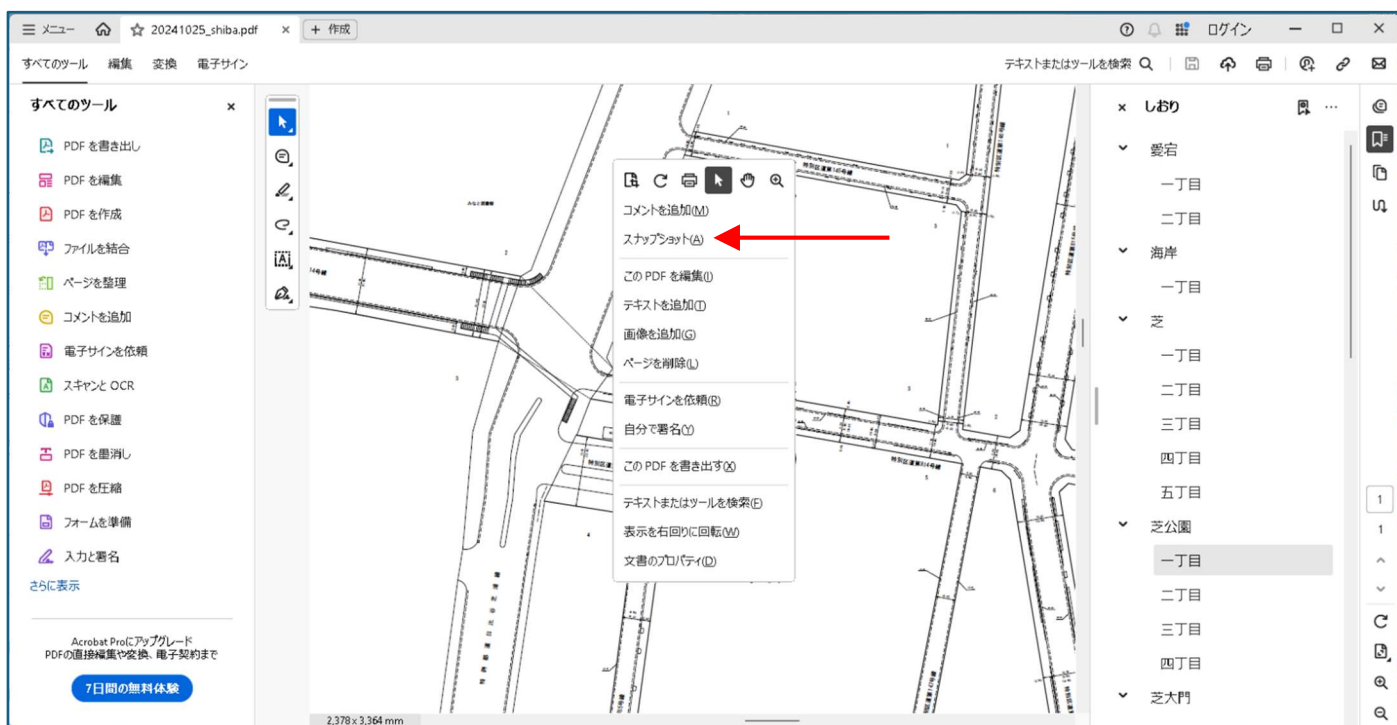 メニュー
20241025_shiba.pdf
+ 作成
ログイン
すべてのツール 編集 変換 電子サイン
テキストまたはツールを検索
すべてのツール
PDF を書き出し
PDF を編集
PDF を作成
ファイルを結合
ページを整理
コメントを追加
電子サインを依頼
スキャンと OCR
PDF を保護
PDF を墨消し
PDF を圧縮
フォームを準備
入力と署名
さらに表示
Acrobat Proにアップグレード
PDFの直接編集や変換、電子契約まで
7日間の無料体験
コメントを追加(M)
スナップショット(A)
この PDF を編集(I)
テキストを追加(T)
画像を追加(G)
ページを削除(L)
電子サインを依頼(R)
自分で署名(Y)
この PDF を書き出す(X)
テキストまたはツールを検索(F)
表示を右回りに回転(W)
文書のプロパティ(D)
2,378 x 3,364 mm
しおり
愛宕
一丁目
二丁目
海岸
一丁目
芝
一丁目
二丁目
三丁目
四丁目
五丁目
芝公園
一丁目
二丁目
三丁目
四丁目
芝大門
1
1